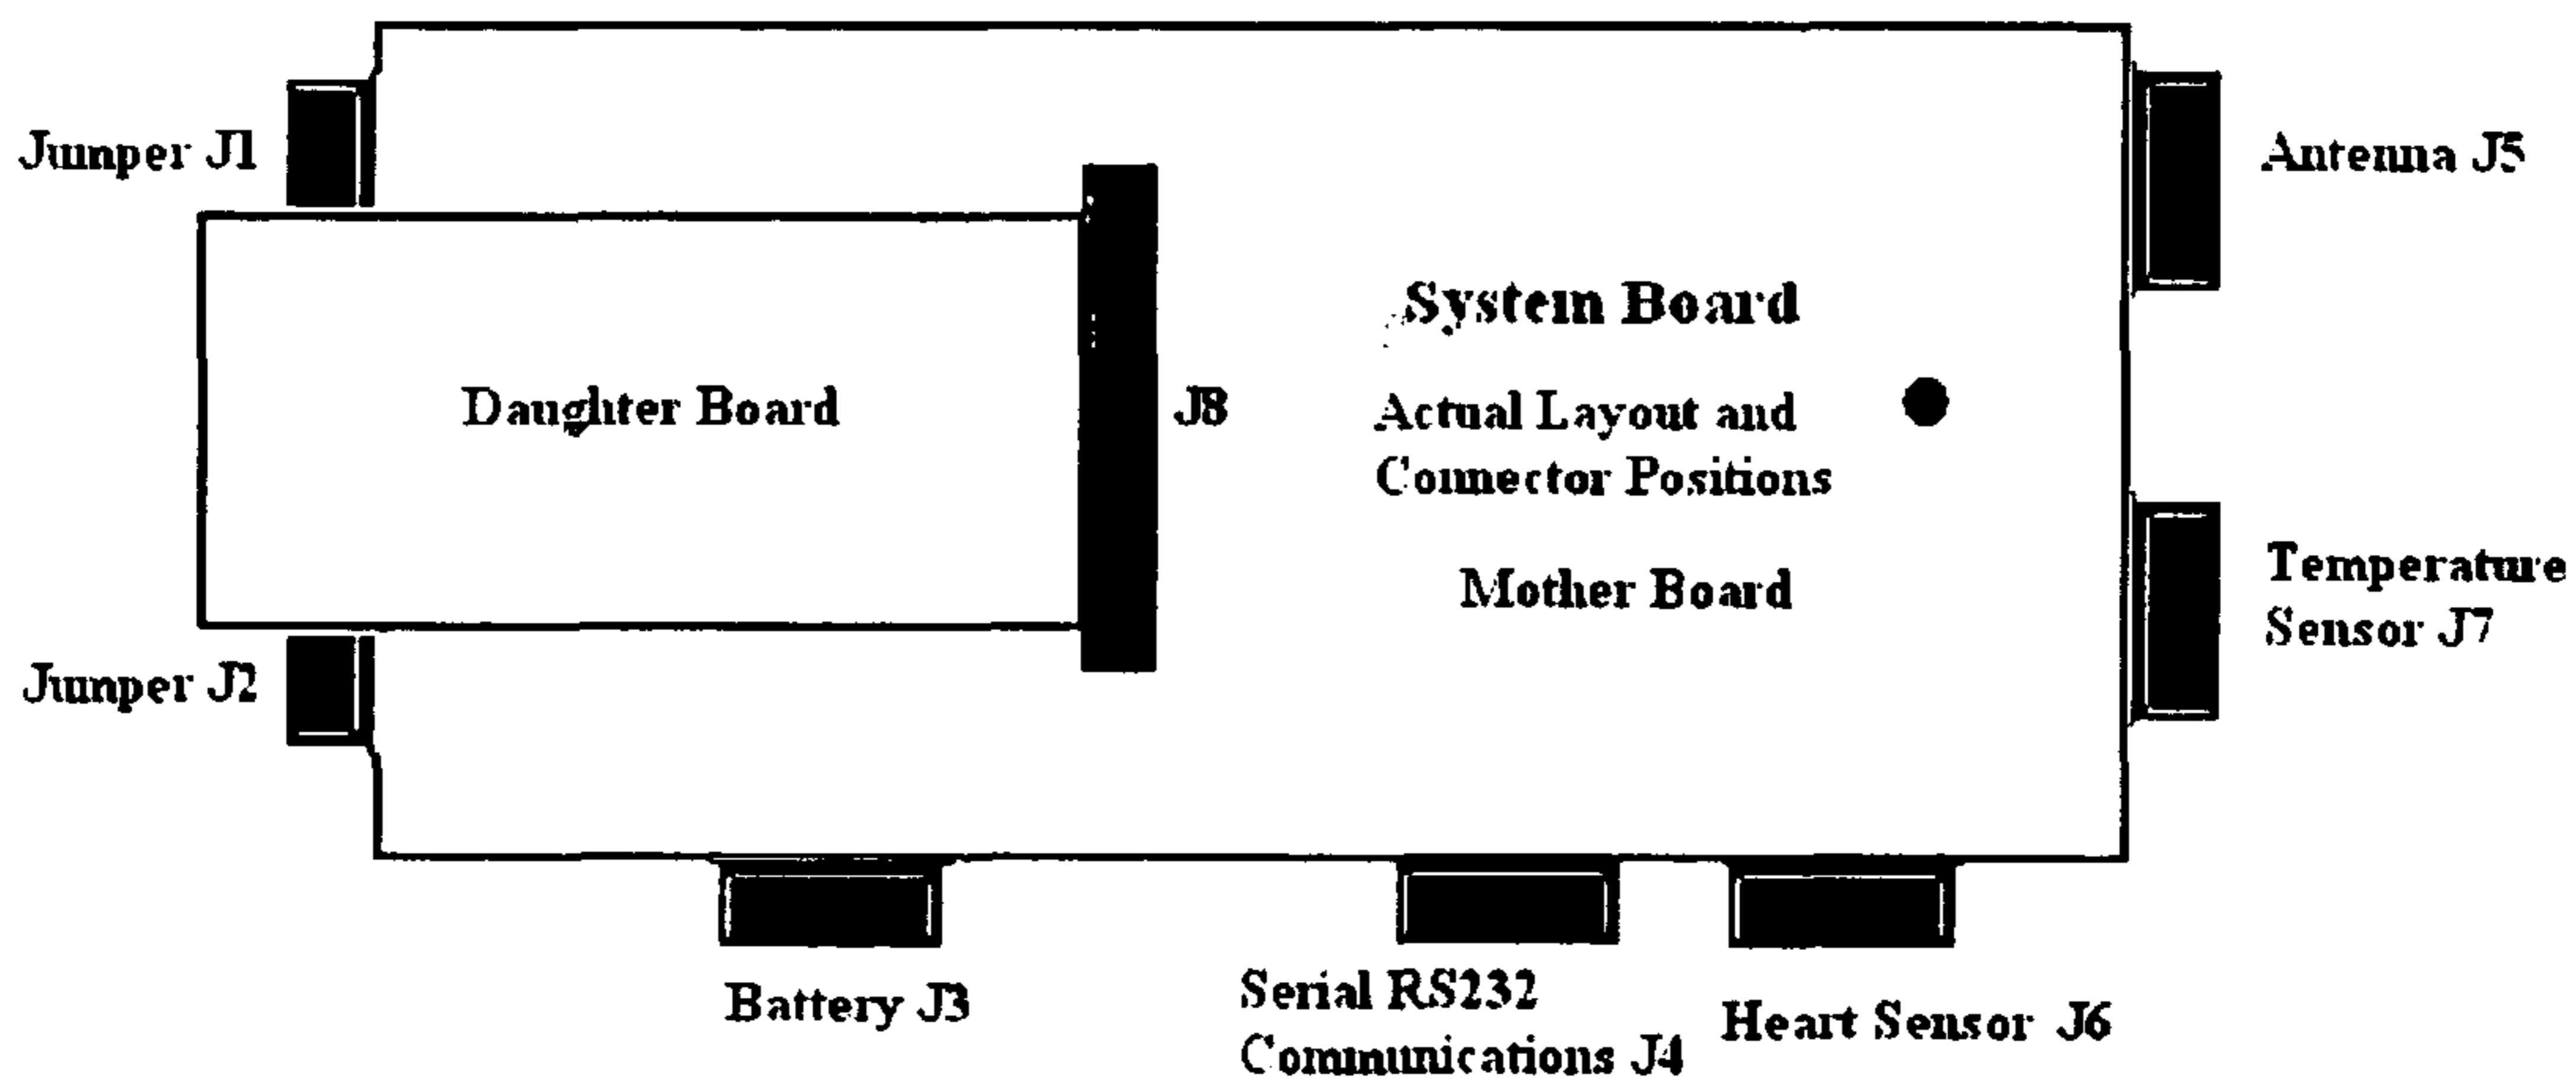 Jumper J1
Antenna J5
System Board
Daughter Board
J8
Actual Layout and
Connector Positions
Mother Board
Temperature
Sensor J7
Jumper J2
Battery J3
Serial RS232
Communications J4
Heart Sensor J6